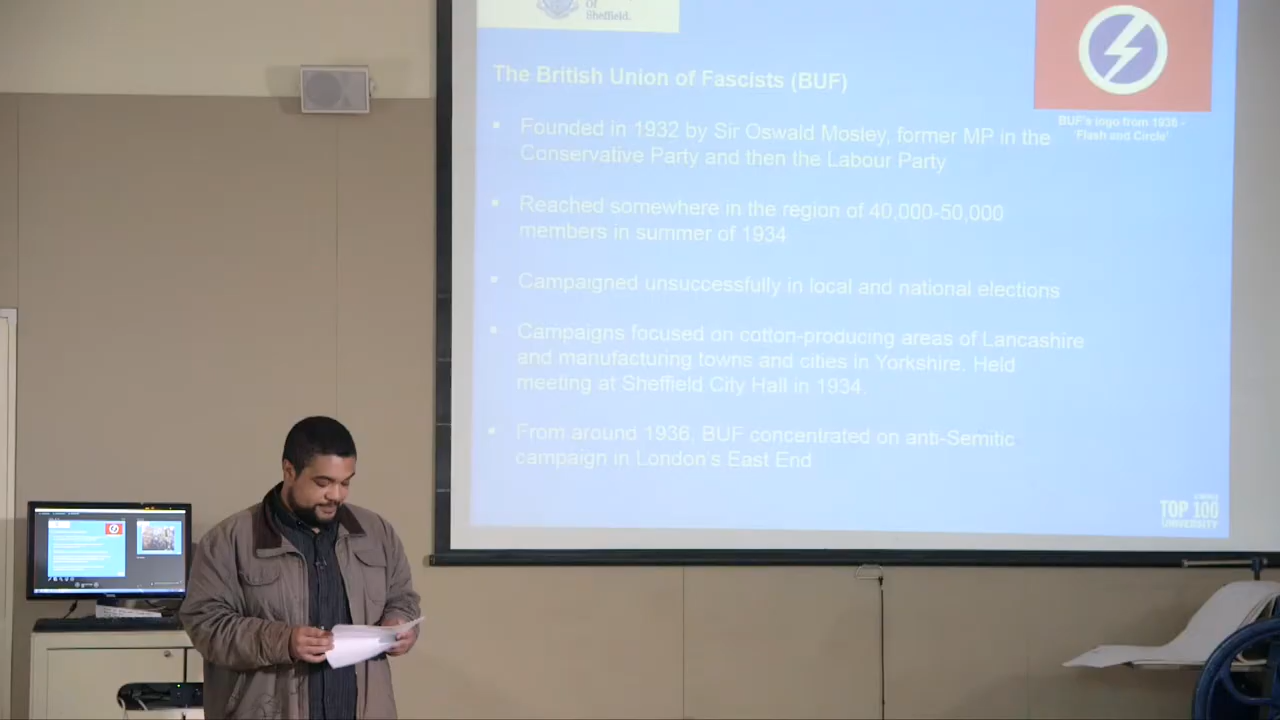 Of
Sheffield.
The British Union of Fascists (BUF)
BUF's logo from 1936 -
'Flash and Circle'
▪ Founded in 1932 by Sir Oswald Mosley, former MP in the
Conservative Party and then the Labour Party
▪ Reached somewhere in the region of 40,000-50,000
members in summer of 1934
▪ Campaigned unsuccessfully in local and national elections
▪ Campaigns focused on cotton-producing areas of Lancashire
and manufacturing towns and cities in Yorkshire. Held
meeting at Sheffield City Hall in 1934.
▪ From around 1936, BUF concentrated on anti-Semitic
campaign in London's East End
TOP 100
UNIVERSITY